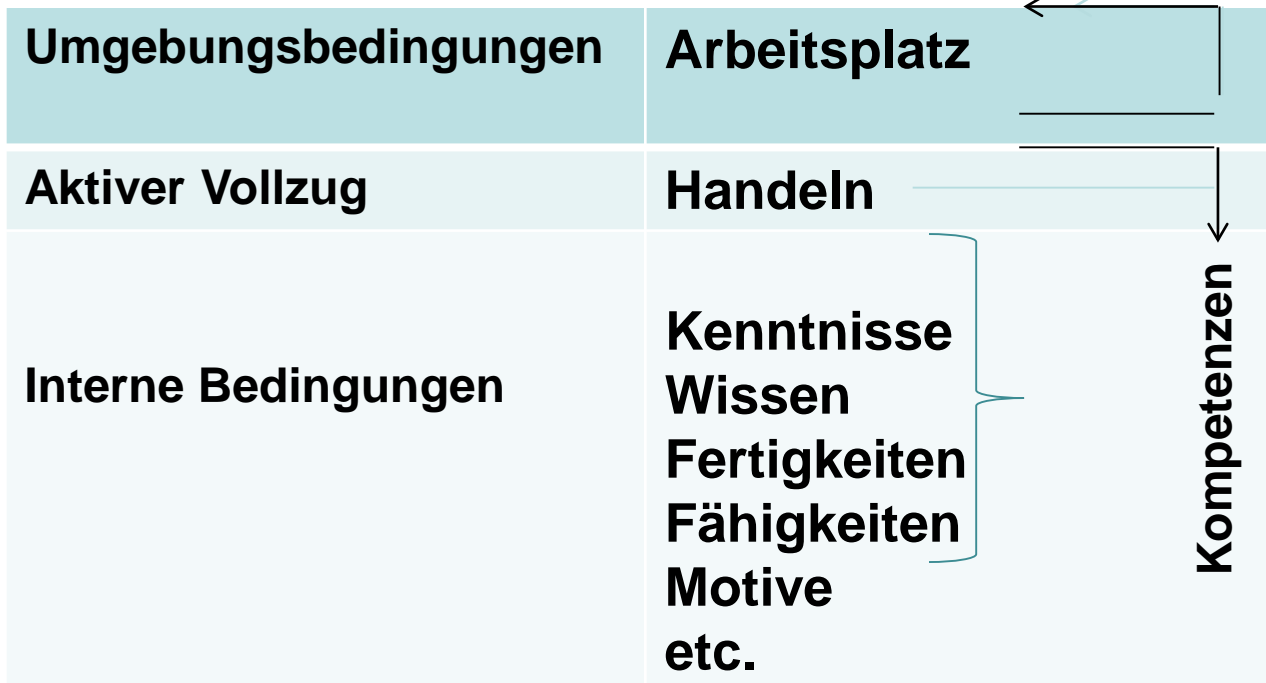 Umgebungsbedingungen
Arbeitsplatz
Aktiver Vollzug
Handeln
Interne Bedingungen
Kenntnisse
Wissen
Fertigkeiten
Fähigkeiten
Motive
etc.
Kompetenzen